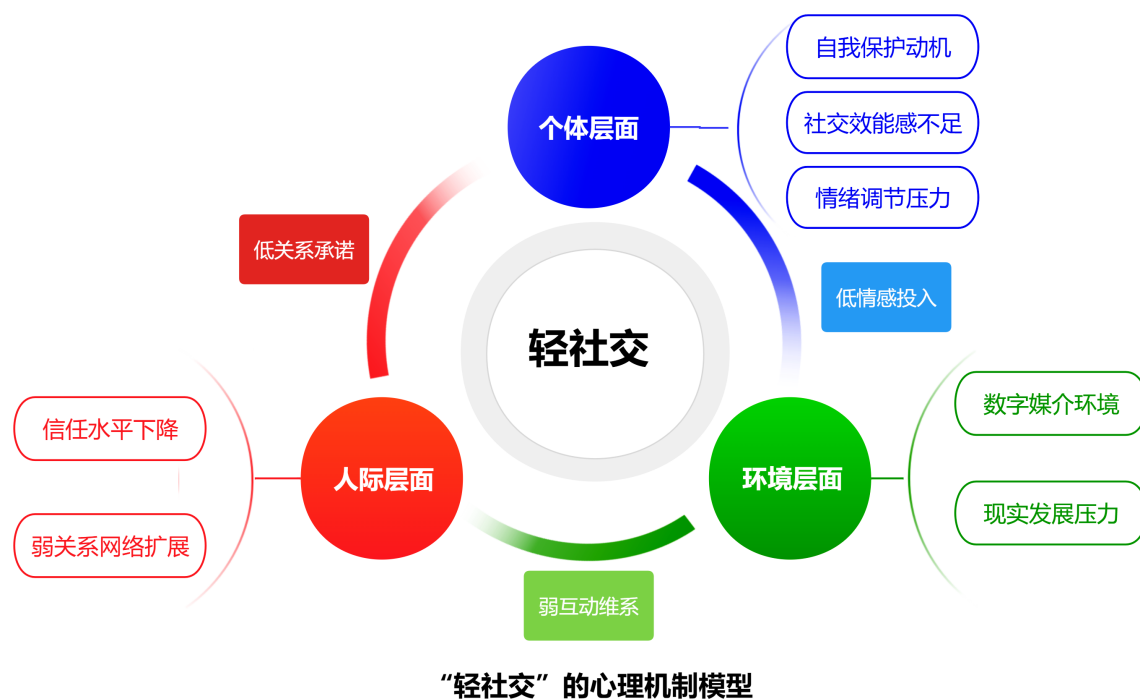 自我保护动机
个体层面
社交效能感不足
情绪调节压力
低关系承诺
低情感投入
轻社交
信任水平下降
数字媒介环境
人际层面
环境层面
弱关系网络扩展
现实发展压力
弱互动维系
“轻社交”的心理机制模型